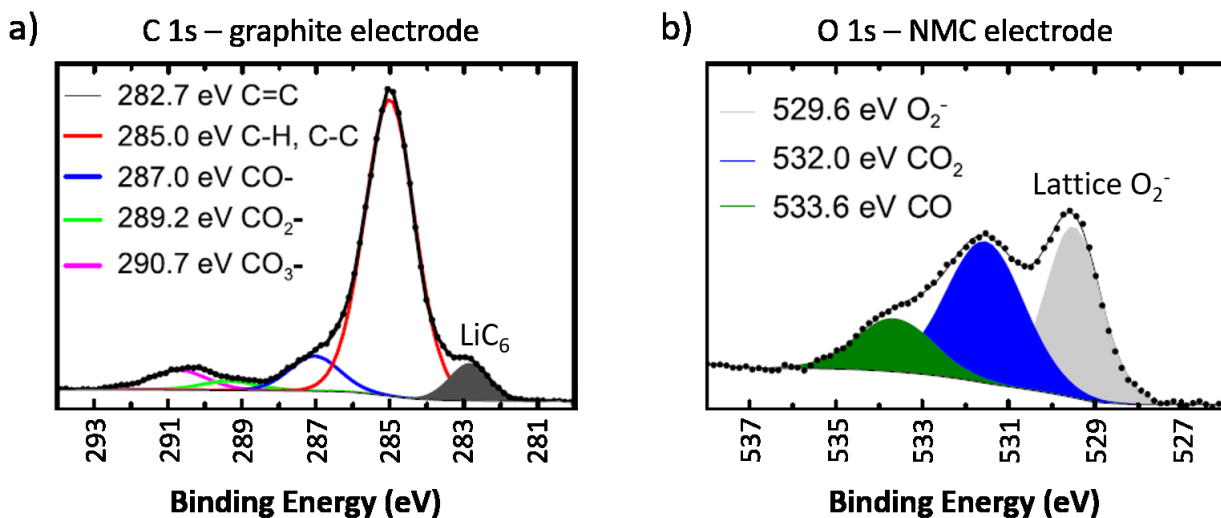 a)
C 1s – graphite electrode
282.7 eV C=C
285.0 eV C-H, C-C
287.0 eV CO-
289.2 eV CO₂-
290.7 eV CO₃-
LiC₆
293 291 289 287 285 283 281
Binding Energy (eV)
b)
O 1s – NMC electrode
529.6 eV O₂⁻
532.0 eV CO₂
533.6 eV CO
Lattice O₂⁻
537 535 533 531 529 527
Binding Energy (eV)